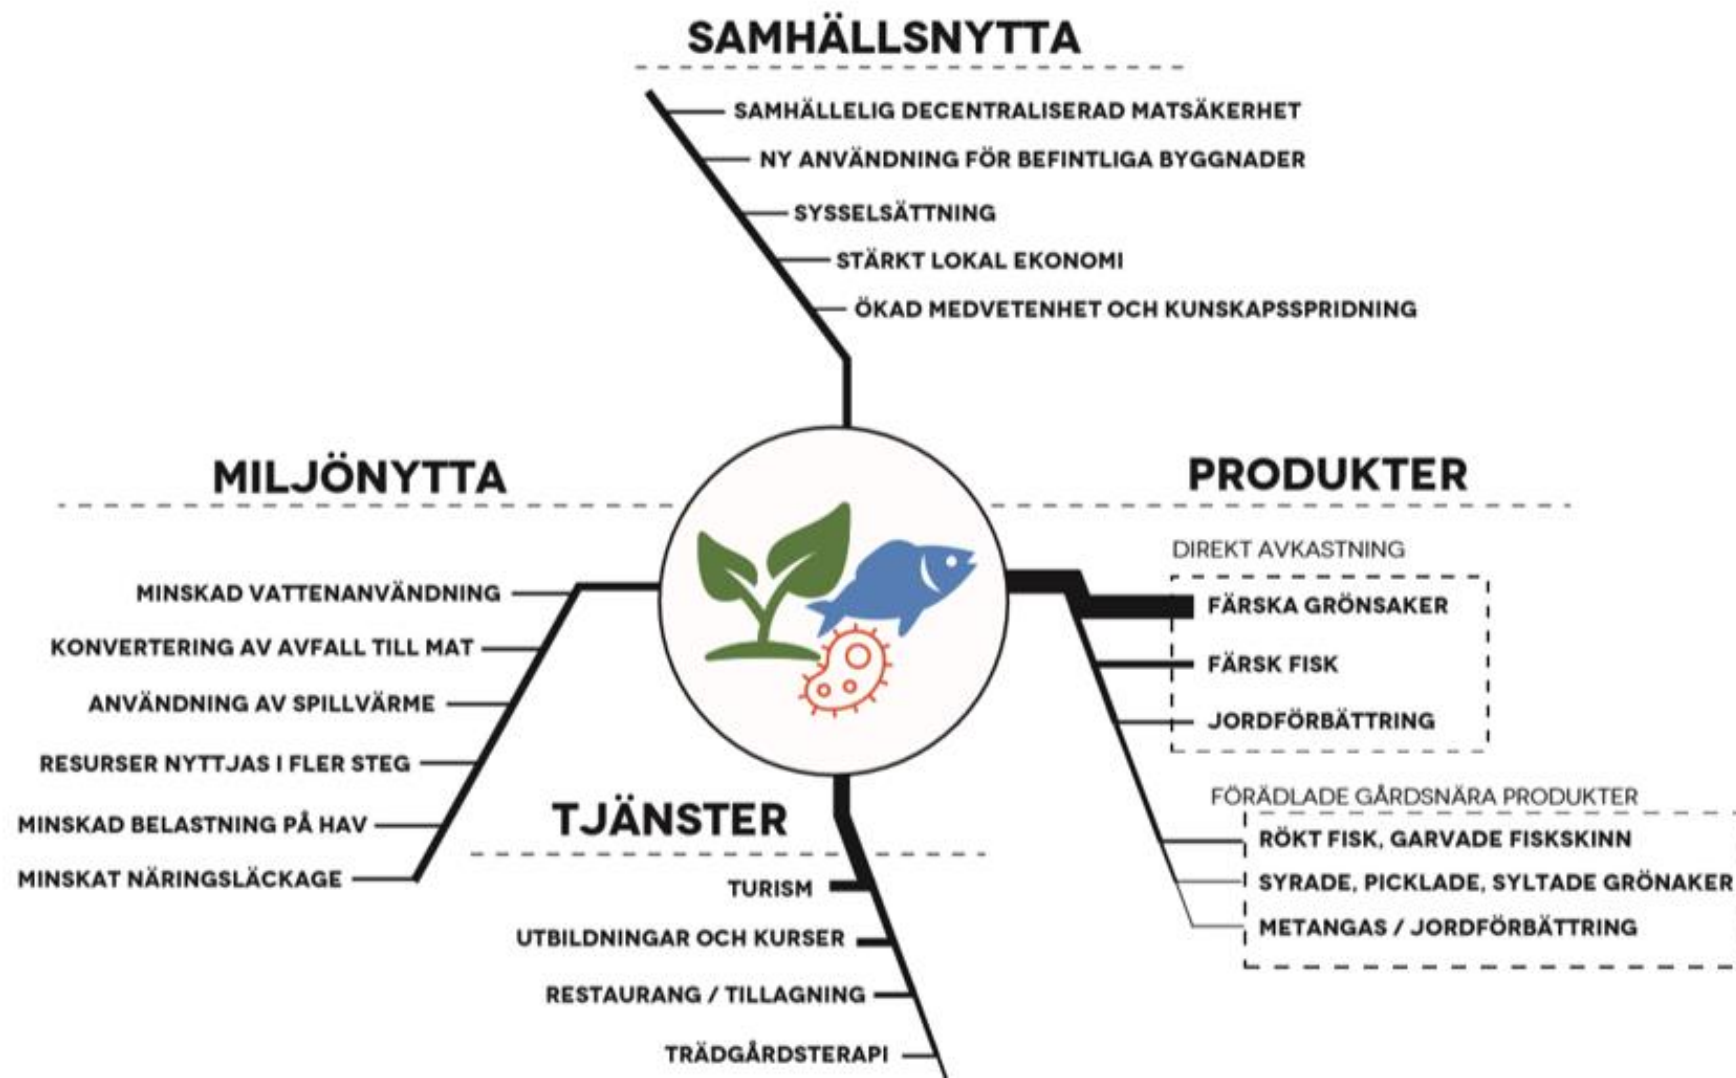 SAMHÄLLSNYTTA
SAMHÄLLELIG DECENTRALISERAD MATSÄKERHET
NY ANVÄNDNING FÖR BEFINTLIGA BYGGNADER
SYSSELSÄTTNING
STÄRKT LOKAL EKONOMI
ÖKAD MEDVETENHET OCH KUNSKAPSSPRIDNING
MILJÖNYTTA
MINSKAD VATTENANVÄNDNING
KONVERTERING AV AVFALL TILL MAT
ANVÄNDNING AV SPILLVÄRME
RESURSER NYTTJAS I FLER STEG
MINSKAD BELASTNING PÅ HAV
MINSKAT NÄRINGSLÄCKAGE
PRODUKTER
DIREKT AVKASTNING
FÄRSKA GRÖNSAKER
FÄRSK FISK
JORDFÖRBÄTTRING
FÖRÄDLADE GÅRDSNÄRA PRODUKTER
RÖKT FISK, GARVADE FISKSKINN
SYRADE, PICKLADE, SYLTADE GRÖNAKER
METANGAS / JORDFÖRBÄTTRING
TJÄNSTER
TURISM
UTBILDNINGAR OCH KURSER
RESTAURANG / TILLAGNING
TRÄDGÅRDSTERAPI